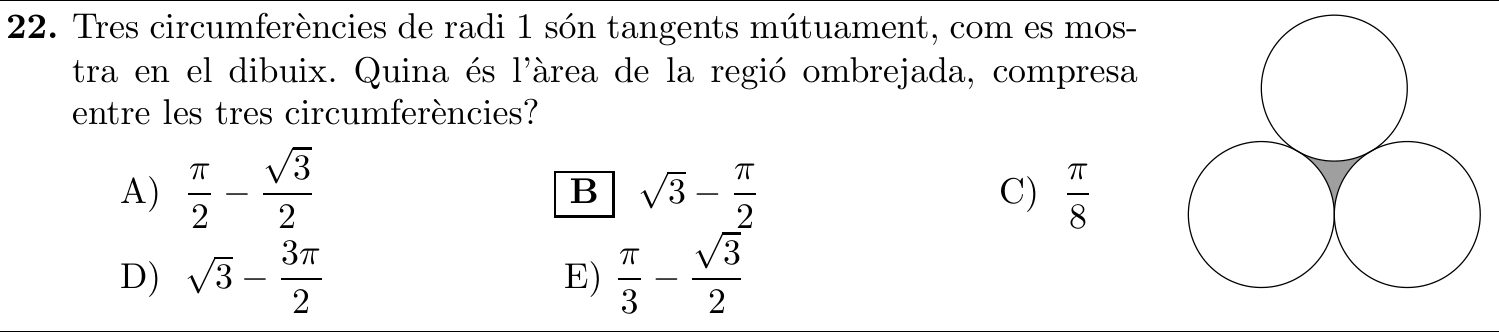 22. Tres circumferències de radi 1 són tangents mútuament, com es mos-
tra en el dibuix. Quina és l'àrea de la regió ombrejada, compresa
entre les tres circumferències?
A) π/2 − √3/2 B √3 − π/2 C) π/8
D) √3 − 3π/2 E) π/3 − √3/2